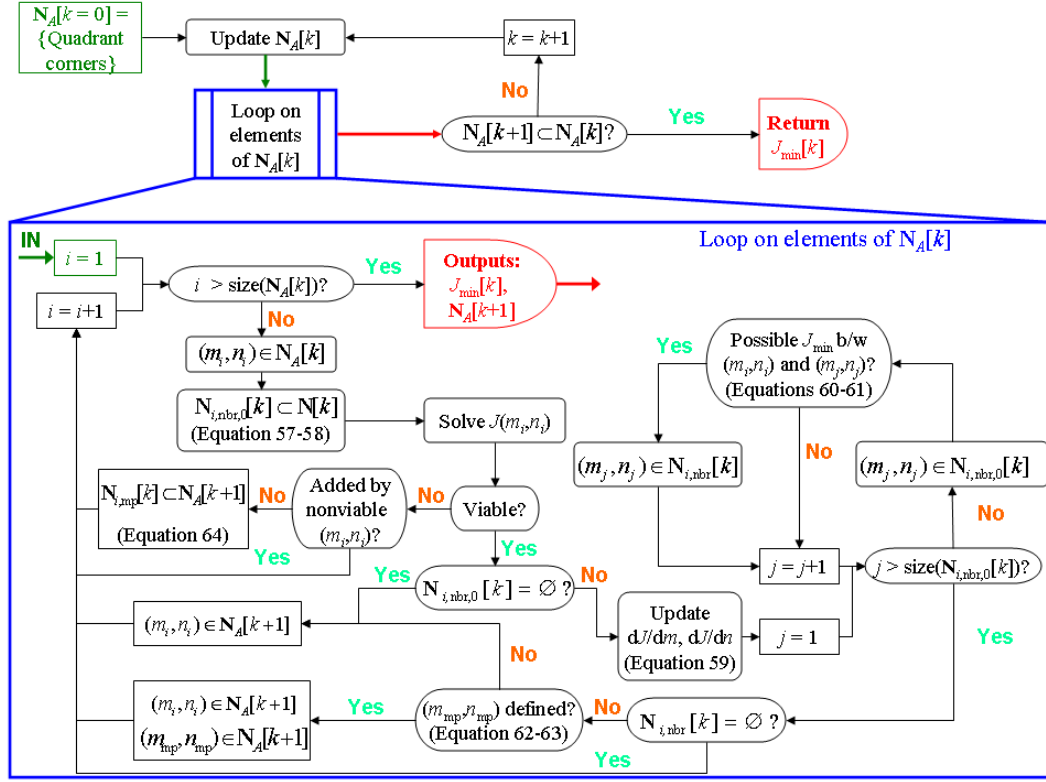 N_A[k = 0] =
{Quadrant
corners}
Update N_A[k]
k = k+1
No
Loop on
elements
of N_A[k]
N_A[k+1] ⊂ N_A[k]?
Yes
Return
J_min[k]
Loop on elements of N_A[k]
IN
i = 1
i = i+1
i > size(N_A[k])?
Yes
Outputs:
J_min[k],
N_A[k+1]
No
(m_i, n_i) ∈ N_A[k]
N_i,nbr,0[k] ⊂ N[k]
(Equation 57-58)
Solve J(m_i,n_i)
Viable?
No
Added by
nonviable
(m_i,n_i)?
No
N_i,mp[k] ⊂ N_A[k+1]
(Equation 64)
Yes
Yes
N_i,nbr,0 [k] = ∅ ?
Yes
No
(m_i, n_i) ∈ N_A[k+1]
Update
dJ/dm, dJ/dn
(Equation 59)
j = 1
Possible J_min b/w
(m_i,n_i) and (m_j,n_j)?
(Equations 60-61)
Yes
No
(m_j, n_j) ∈ N_i,nbr[k]
(m_j, n_j) ∈ N_i,nbr,0[k]
No
j = j+1
j > size(N_i,nbr,0[k])?
Yes
No
(m_i, n_i) ∈ N_A[k+1]
(m_mp, n_mp) ∈ N_A[k+1]
Yes
(m_mp,n_mp) defined?
(Equation 62-63)
No
N_i,nbr [k] = ∅ ?
Yes